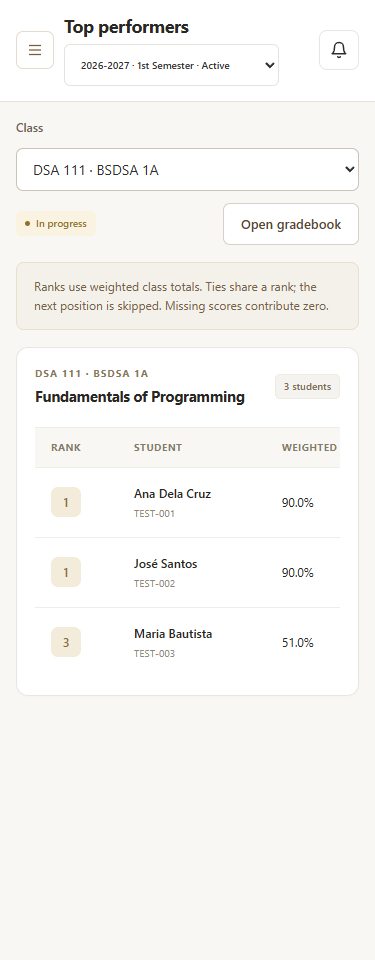 Top performers
2026-2027 · 1st Semester · Active
Class
DSA 111 · BSDSA 1A
In progress
Open gradebook
Ranks use weighted class totals. Ties share a rank; the
next position is skipped. Missing scores contribute zero.
DSA 111 · BSDSA 1A
Fundamentals of Programming
3 students
RANK STUDENT WEIGHTED
1 Ana Dela Cruz 90.0%
TEST-001
1 José Santos 90.0%
TEST-002
3 Maria Bautista 51.0%
TEST-003